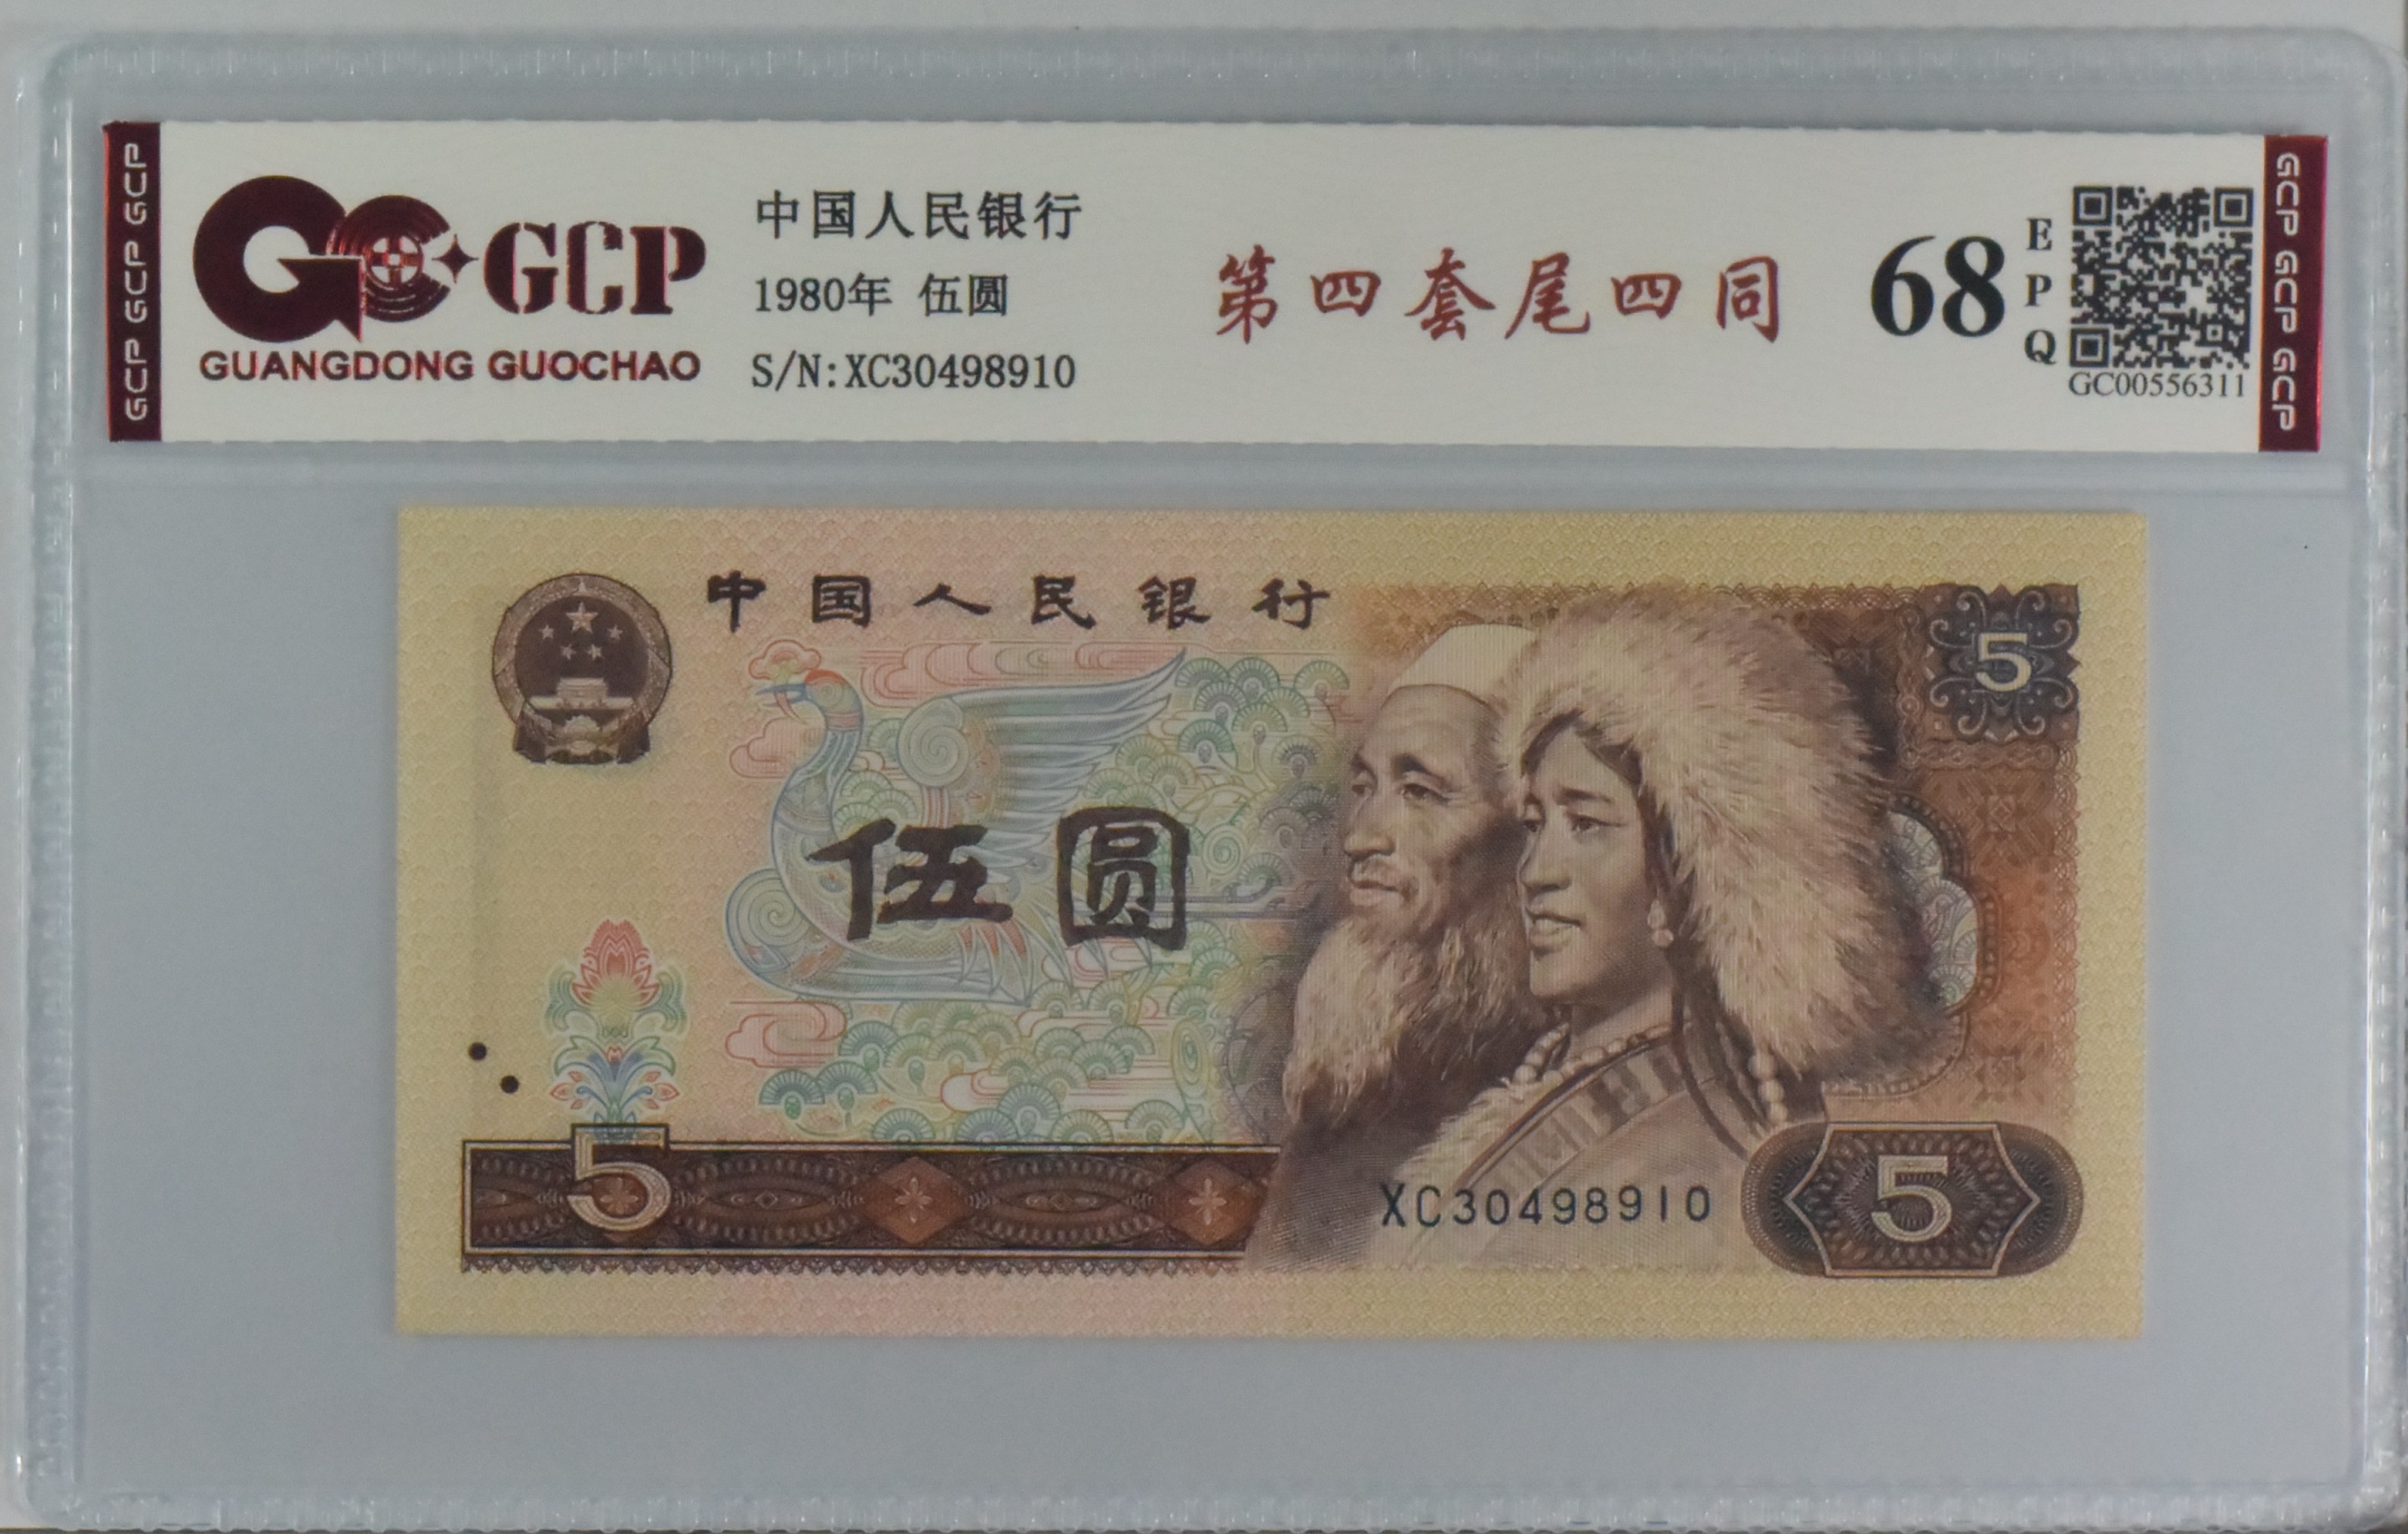 GCP GCP GCP
GCP
GUANGDONG GUOCHAO
中国人民银行
1980年 伍圆
S/N:XC30498910
第四套尾四同
68
E
P
Q
GC00556311
GCP GCP GCP
中国人民银行
5
伍圆
5
XC30498910
5